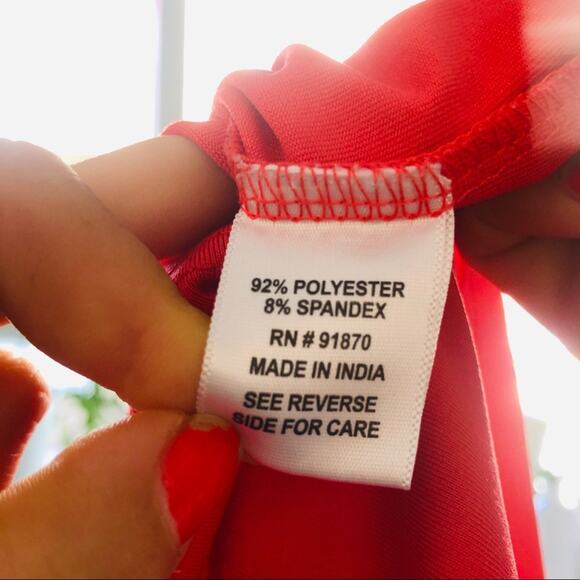 92% POLYESTER
8% SPANDEX
RN # 91870
MADE IN INDIA
SEE REVERSE
SIDE FOR CARE